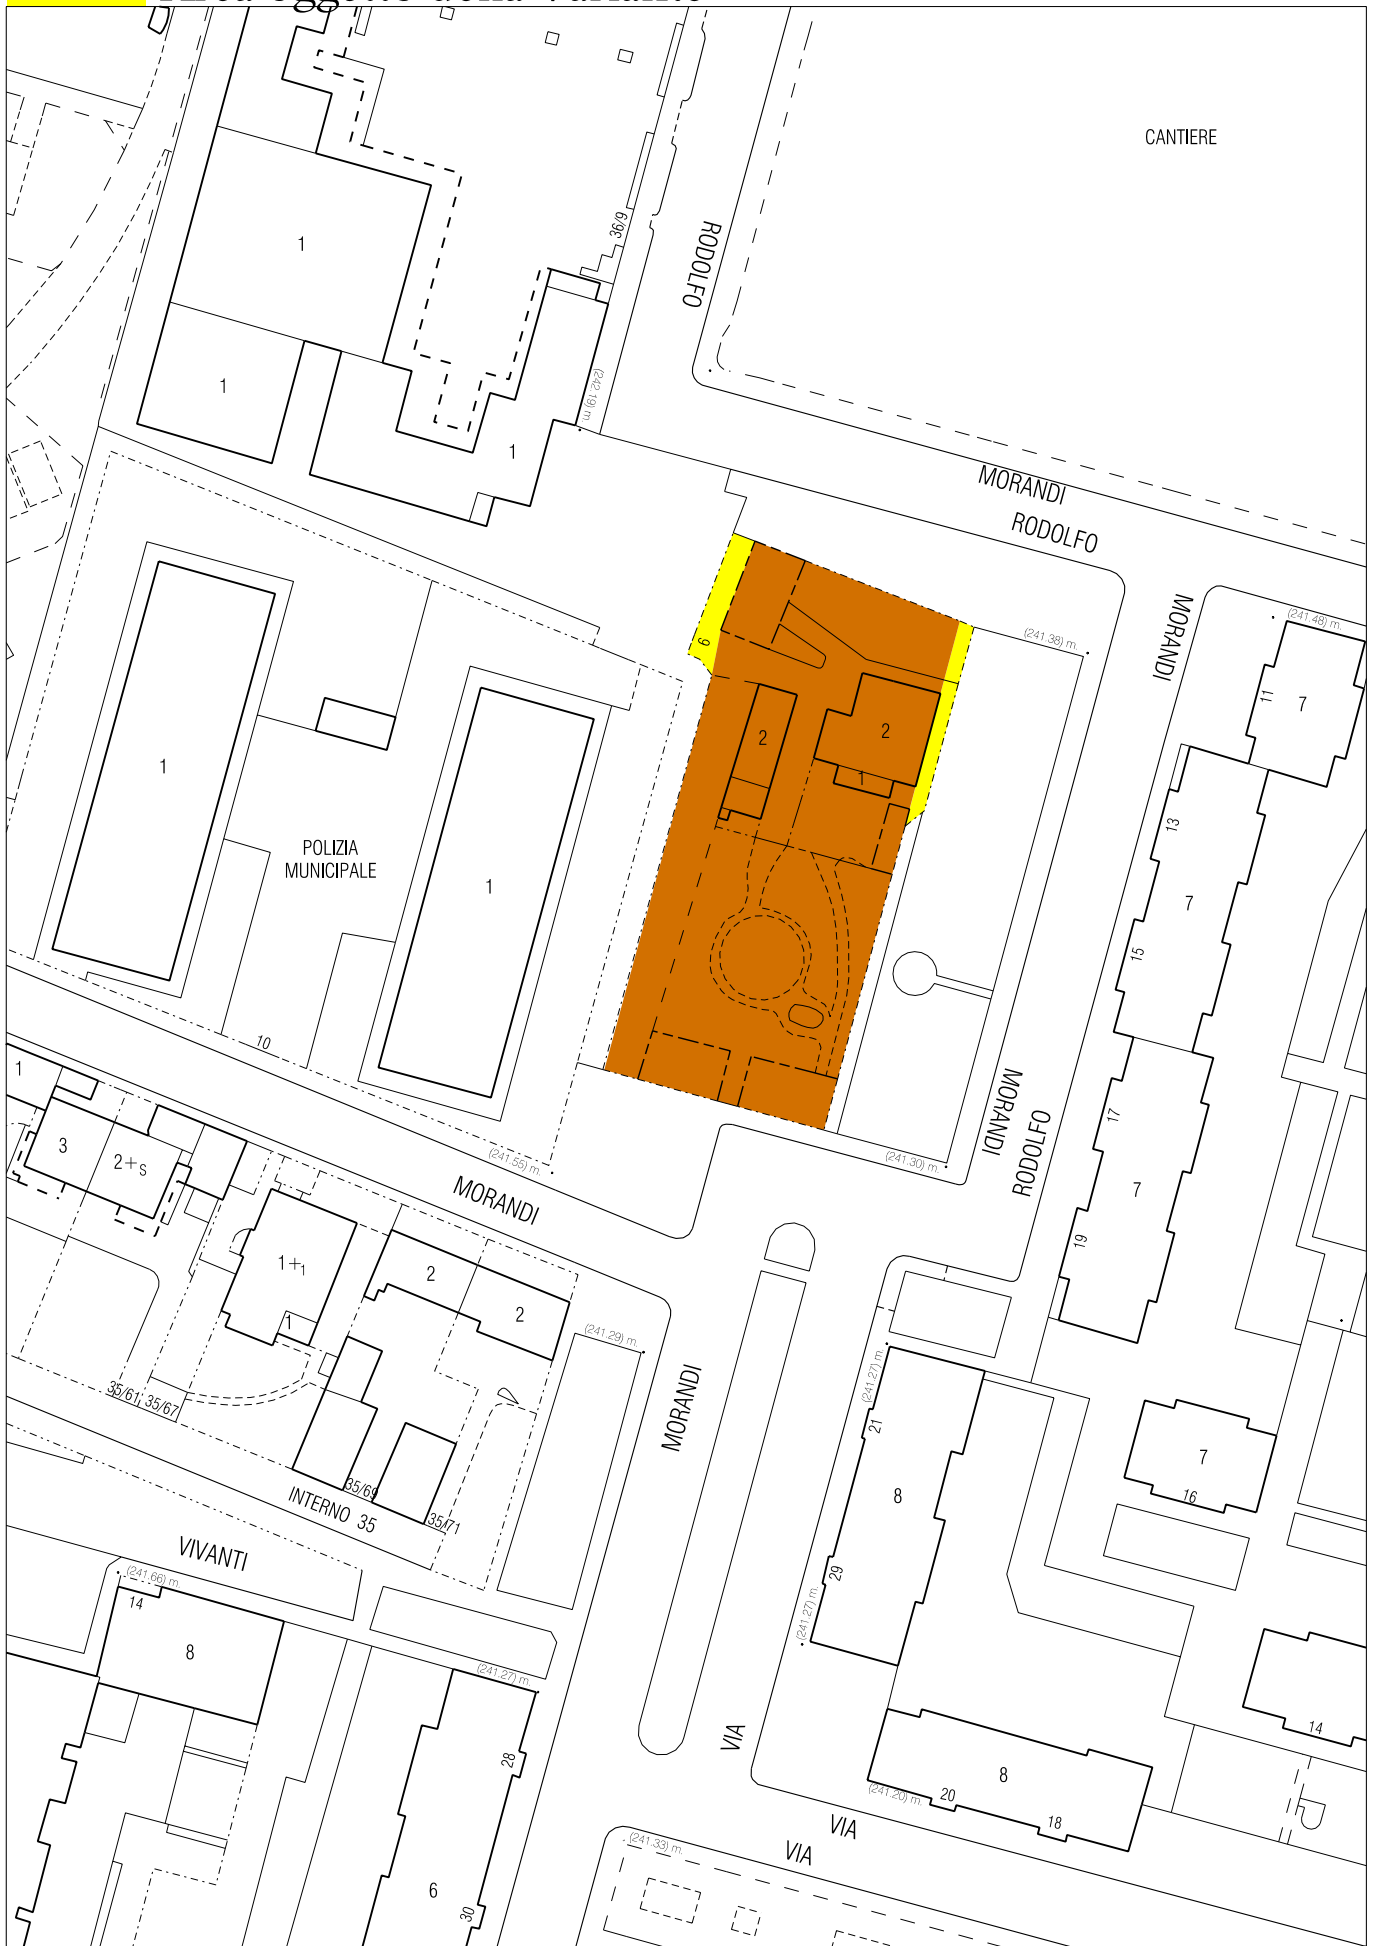 Area oggetto della Variante
CANTIERE
1
36/9
RODOLFO
1
(242.19) m.
1
MORANDI
RODOLFO
MORANDI
(241.48) m.
(241.38) m.
9
11
7
2
2
1
1
13
POLIZIA
MUNICIPALE
1
7
15
10
1
MORANDI
RODOLFO
17
3
2+s
(241.55) m.
(241.30) m.
MORANDI
7
19
1+1
2
2
1
(241.29) m.
(241.27) m.
35/61
35/67
MORANDI
21
7
16
35/69
INTERNO 35
35/71
8
VIVANTI
(241.66) m.
14
29
(241.27) m.
8
(241.27) m.
14
VIA
28
8
(241.20) m.
20
18
VIA
(241.33) m.
VIA
6
30